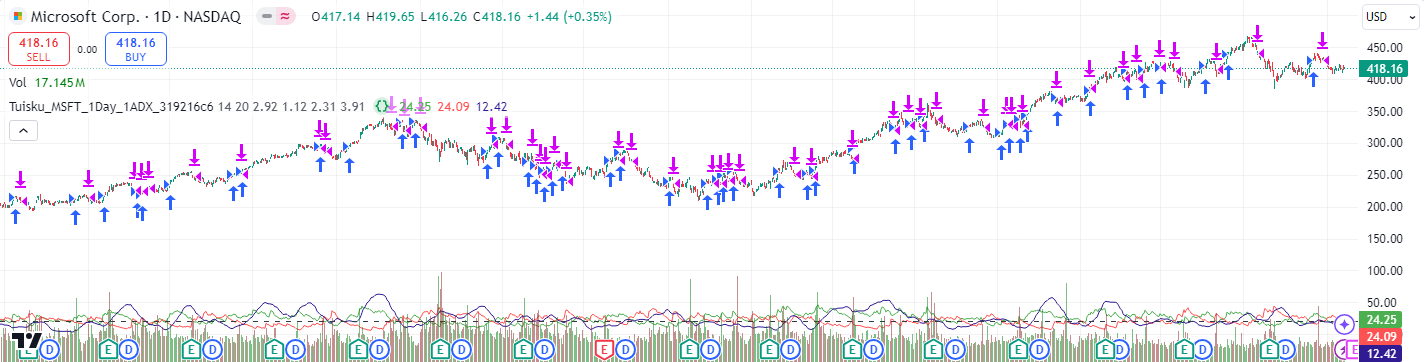 Microsoft Corp. · 1D · NASDAQ O417.14 H419.65 L416.26 C418.16 +1.44 (+0.35%)
USD
418.16 SELL
0.00
418.16 BUY
Vol 17.145M
Tuisku_MSFT_1Day_1ADX_319216c6 14 20 2.92 1.12 2.31 3.91 {} 24.25 24.09 12.42
450.00
418.16
400.00
350.00
300.00
250.00
200.00
150.00
100.00
50.00
24.25
24.09
12.42
E D E D E D E D E D E D E D E D E D E D E D E D E D E D E D E D E